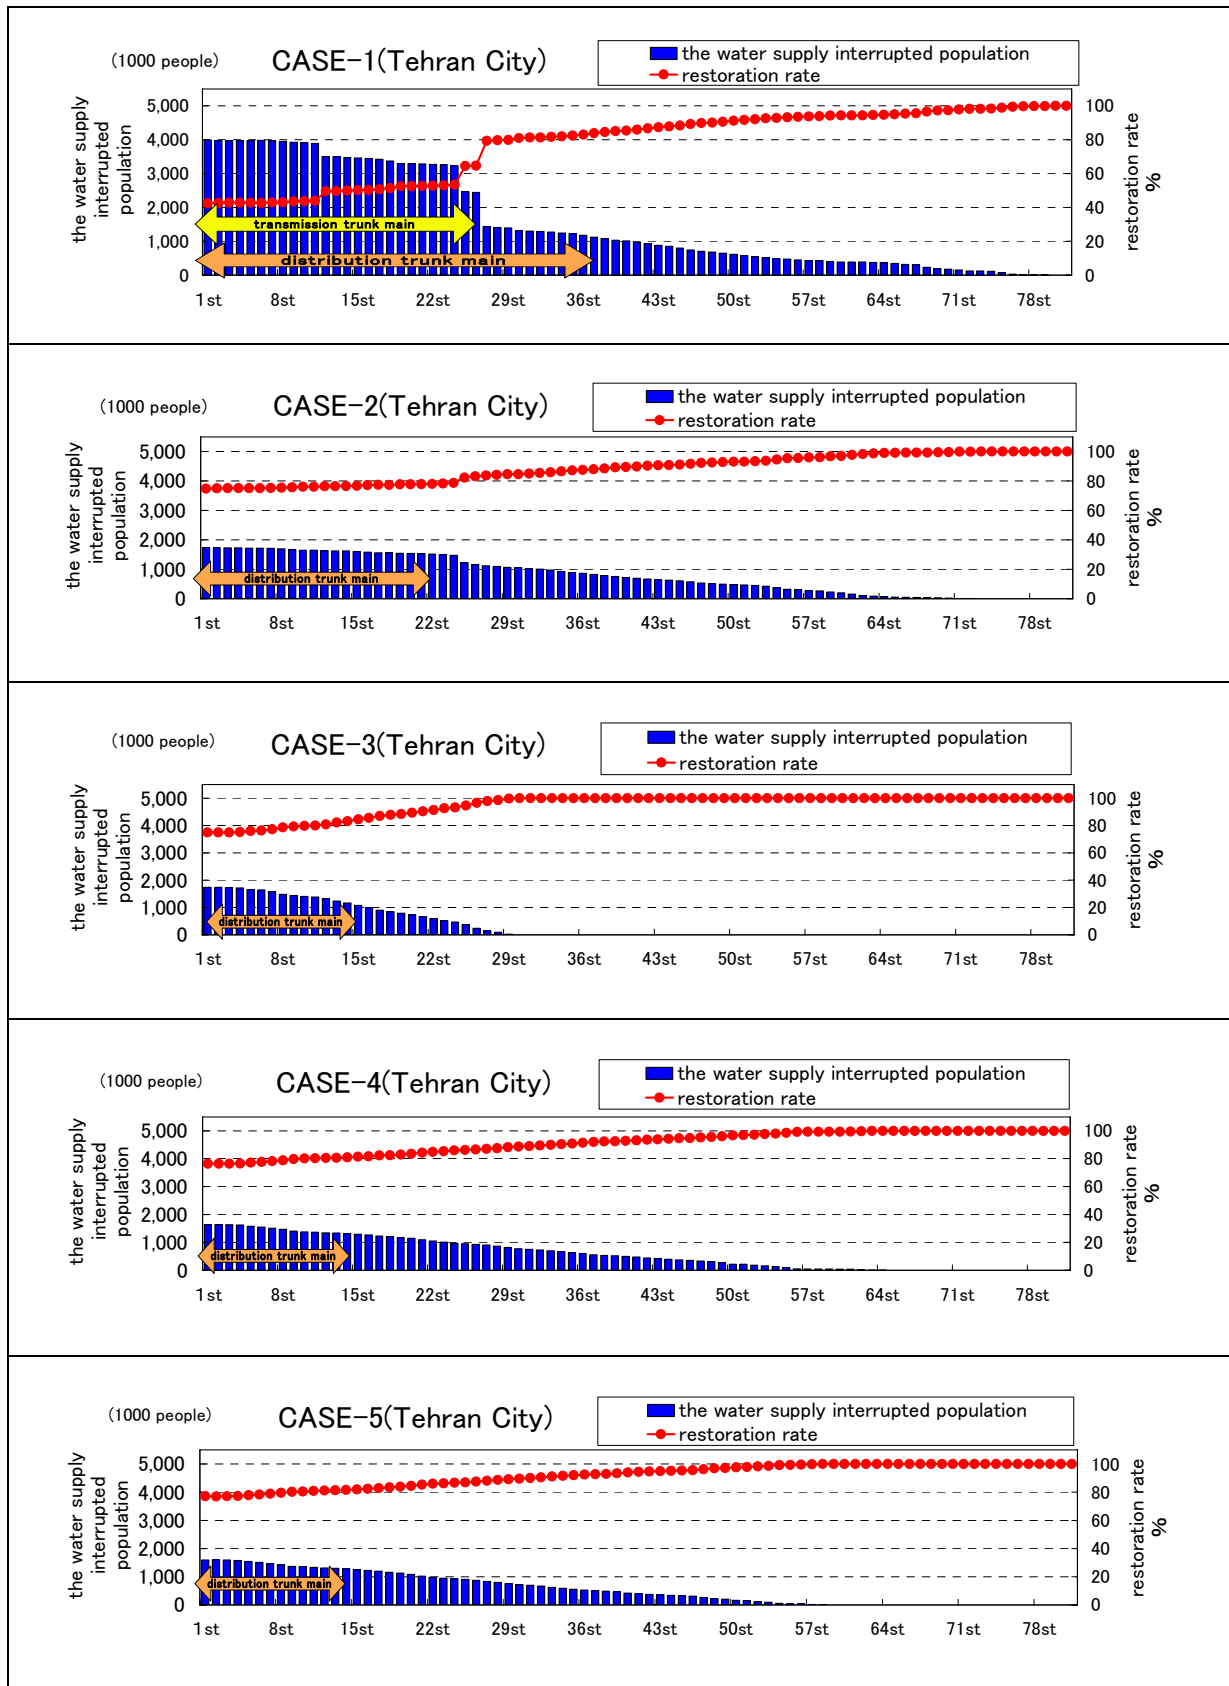 (1000 people)
CASE-1(Tehran City)
the water supply interrupted population
restoration rate
the water supply
interrupted
population
5,000
4,000
3,000
2,000
1,000
0
transmission trunk main
distribution trunk main
100
80
60
40
20
0
restoration rate
%
1st 8st 15st 22st 29st 36st 43st 50st 57st 64st 71st 78st
(1000 people)
CASE-2(Tehran City)
the water supply interrupted population
restoration rate
the water supply
interrupted
population
5,000
4,000
3,000
2,000
1,000
0
distribution trunk main
100
80
60
40
20
0
restoration rate
%
1st 8st 15st 22st 29st 36st 43st 50st 57st 64st 71st 78st
(1000 people)
CASE-3(Tehran City)
the water supply interrupted population
restoration rate
the water supply
interrupted
population
5,000
4,000
3,000
2,000
1,000
0
distribution trunk main
100
80
60
40
20
0
restoration rate
%
1st 8st 15st 22st 29st 36st 43st 50st 57st 64st 71st 78st
(1000 people)
CASE-4(Tehran City)
the water supply interrupted population
restoration rate
the water supply
interrupted
population
5,000
4,000
3,000
2,000
1,000
0
distribution trunk main
100
80
60
40
20
0
restoration rate
%
1st 8st 15st 22st 29st 36st 43st 50st 57st 64st 71st 78st
(1000 people)
CASE-5(Tehran City)
the water supply interrupted population
restoration rate
the water supply
interrupted
population
5,000
4,000
3,000
2,000
1,000
0
distribution trunk main
100
80
60
40
20
0
restoration rate
%
1st 8st 15st 22st 29st 36st 43st 50st 57st 64st 71st 78st